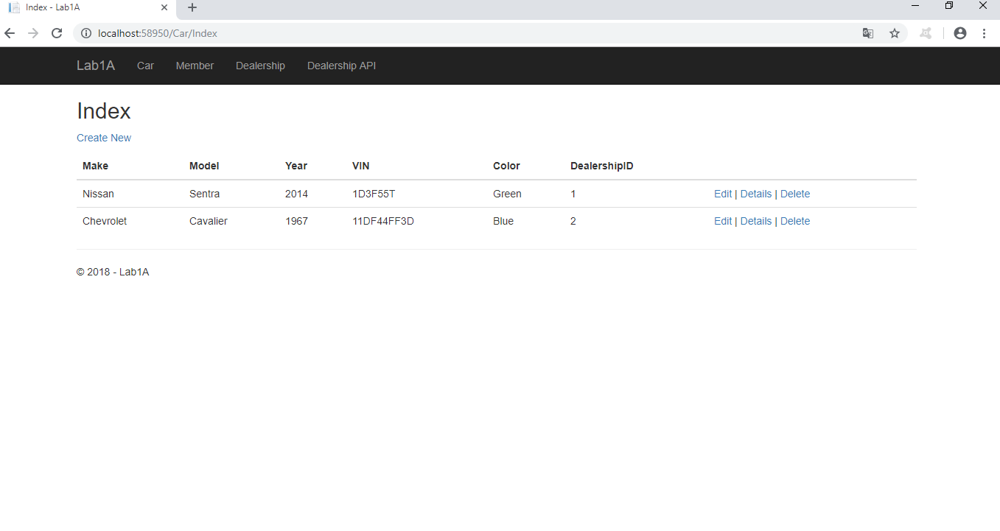 Index - Lab1A
localhost:58950/Car/Index
Lab1A Car Member Dealership Dealership API
Index
Create New
Make Model Year VIN Color DealershipID
Nissan Sentra 2014 1D3F55T Green 1 Edit | Details | Delete
Chevrolet Cavalier 1967 11DF44FF3D Blue 2 Edit | Details | Delete
© 2018 - Lab1A